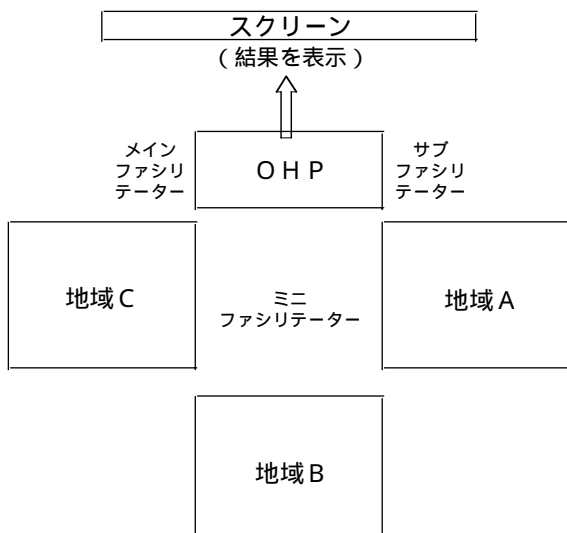 スクリーン
(結果を表示)
メイン
ファシリ
テーター
OHP
サブ
ファシリ
テーター
地域C
ミニ
ファシリテーター
地域A
地域B